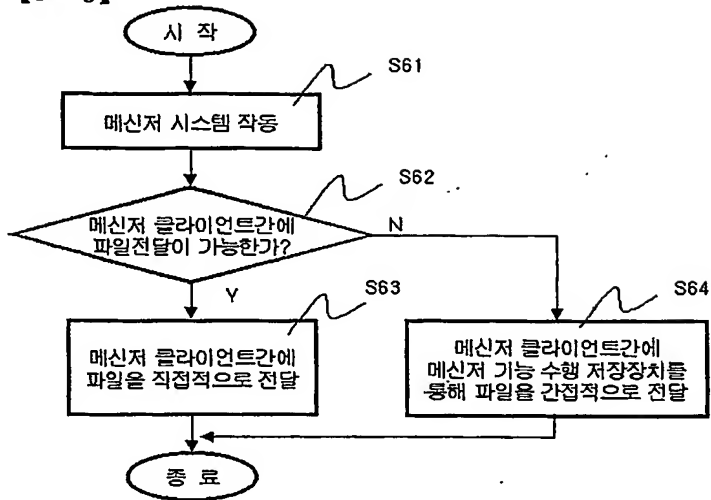 시 작
S61
메신저 시스템 작동
S62
메신저 클라이언트간에
파일전달이 가능한가?
N
Y
S63
메신저 클라이언트간에
파일을 직접적으로 전달
S64
메신저 클라이언트간에
메신저 기능 수행 저장장치를
통해 파일을 간접적으로 전달
종 료